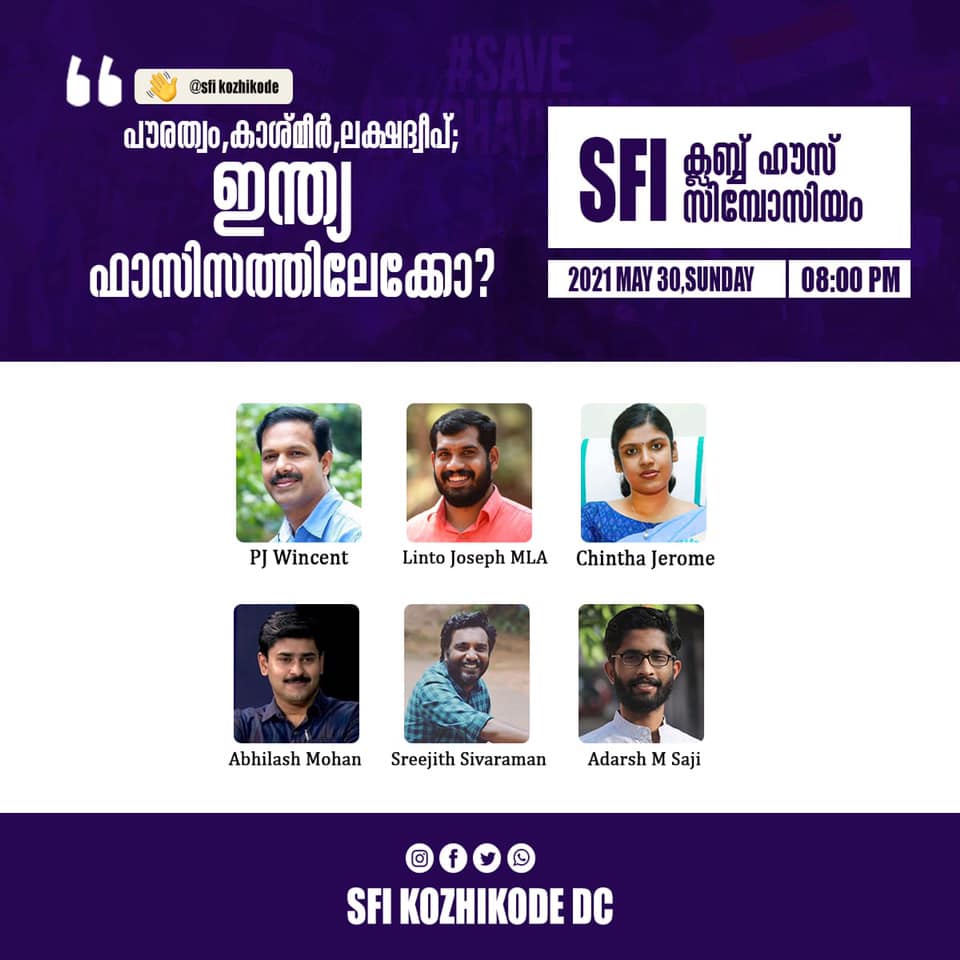 @sfi kozhikode
പൗരത്വം,കാശ്മീർ,ലക്ഷദ്വീപ്;
ഇന്ത്യ
ഫാസിസത്തിലേക്കോ?
#SAVE
SFI ക്ലബ്ബ് ഹൗസ്
സിമ്പോസിയം
2021 MAY 30,SUNDAY
08:00 PM
PJ Wincent
Linto Joseph MLA
Chintha Jerome
Abhilash Mohan
Sreejith Sivaraman
Adarsh M Saji
SFI KOZHIKODE DC